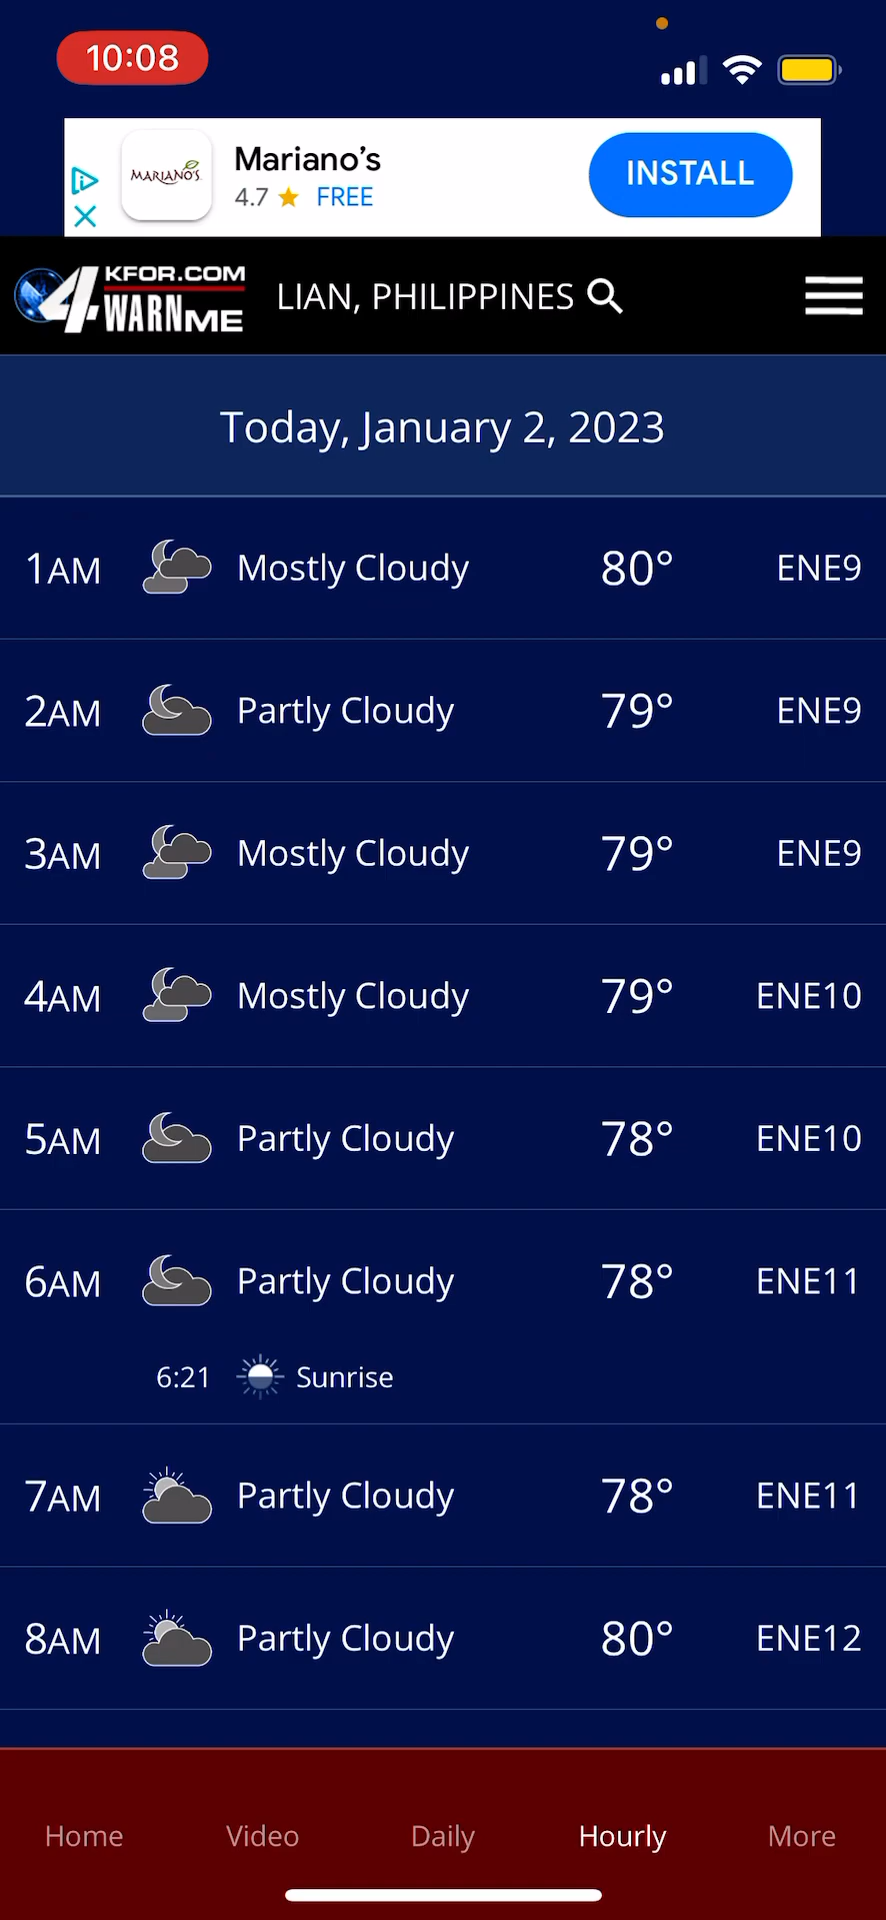 10:08
MARIANO'S
Mariano's
4.7 FREE
INSTALL
4 KFOR.COM
WARN ME
LIAN, PHILIPPINES
Today, January 2, 2023
1AM Mostly Cloudy 80° ENE9
2AM Partly Cloudy 79° ENE9
3AM Mostly Cloudy 79° ENE9
4AM Mostly Cloudy 79° ENE10
5AM Partly Cloudy 78° ENE10
6AM Partly Cloudy 78° ENE11
6:21 Sunrise
7AM Partly Cloudy 78° ENE11
8AM Partly Cloudy 80° ENE12
Home Video Daily Hourly More